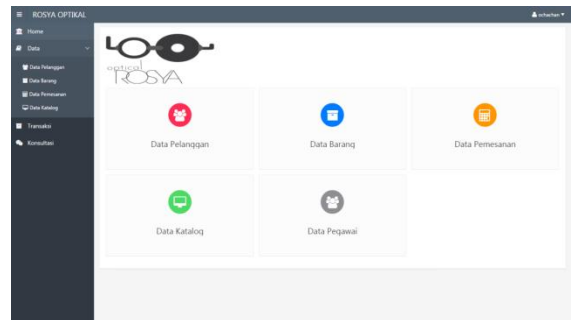 ROSYA OPTIKAL
ochachan
Home
Data
Data Pelanggan
Data Barang
Data Pemesanan
Data Katalog
Transaksi
Konsultasi
optical
ROSYA
Data Pelanggan
Data Barang
Data Pemesanan
Data Katalog
Data Pegawai